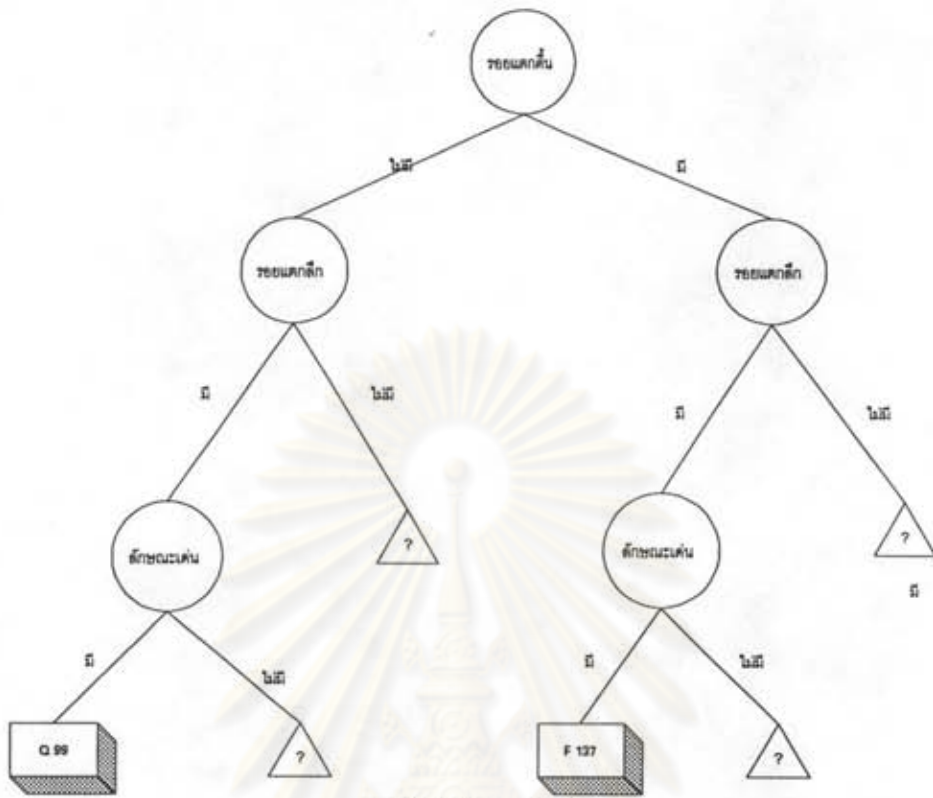 รอยแตกตื้น
ไม่มี
มี
รอยแตกลึก
รอยแตกลึก
มี
ไม่มี
มี
ไม่มี
ลักษณะเด่น
?
ลักษณะเด่น
?
มี
มี
ไม่มี
มี
ไม่มี
Q 99
?
F 137
?